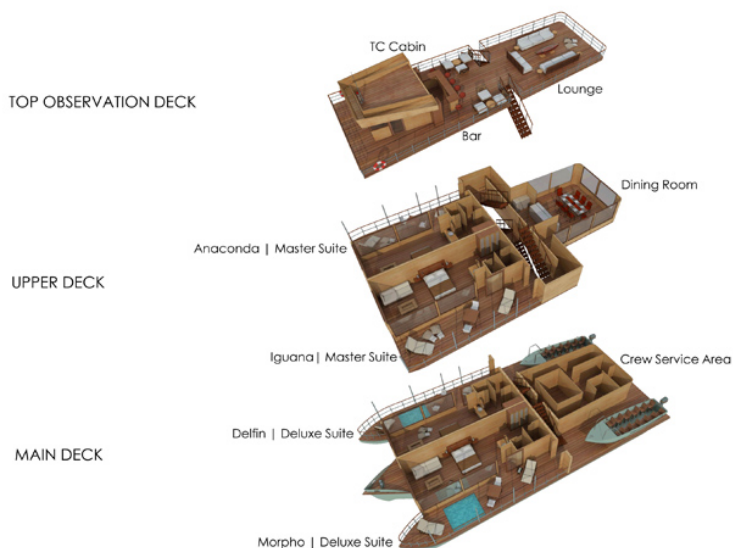 TC Cabin
TOP OBSERVATION DECK
Lounge
Bar
Dining Room
Anaconda | Master Suite
UPPER DECK
Iguana| Master Suite
Crew Service Area
Delfin | Deluxe Suite
MAIN DECK
Morpho | Deluxe Suite